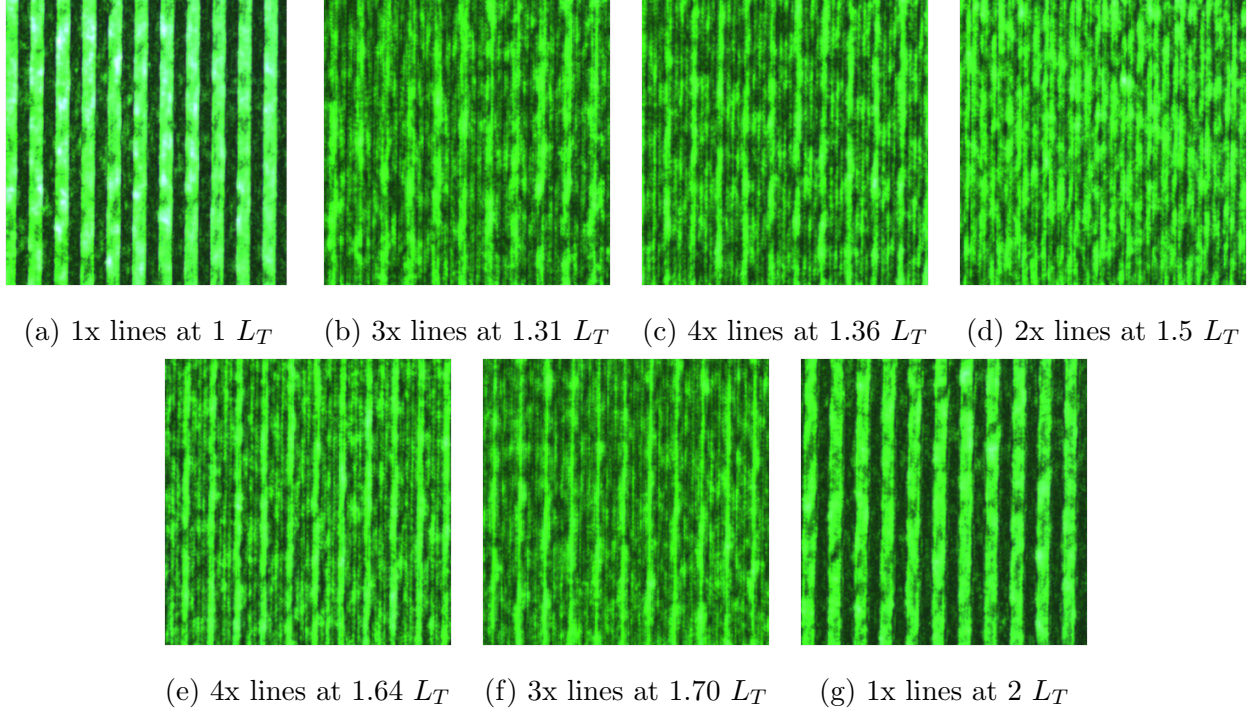 (a) 1x lines at 1 L_T
(b) 3x lines at 1.31 L_T
(c) 4x lines at 1.36 L_T
(d) 2x lines at 1.5 L_T
(e) 4x lines at 1.64 L_T
(f) 3x lines at 1.70 L_T
(g) 1x lines at 2 L_T